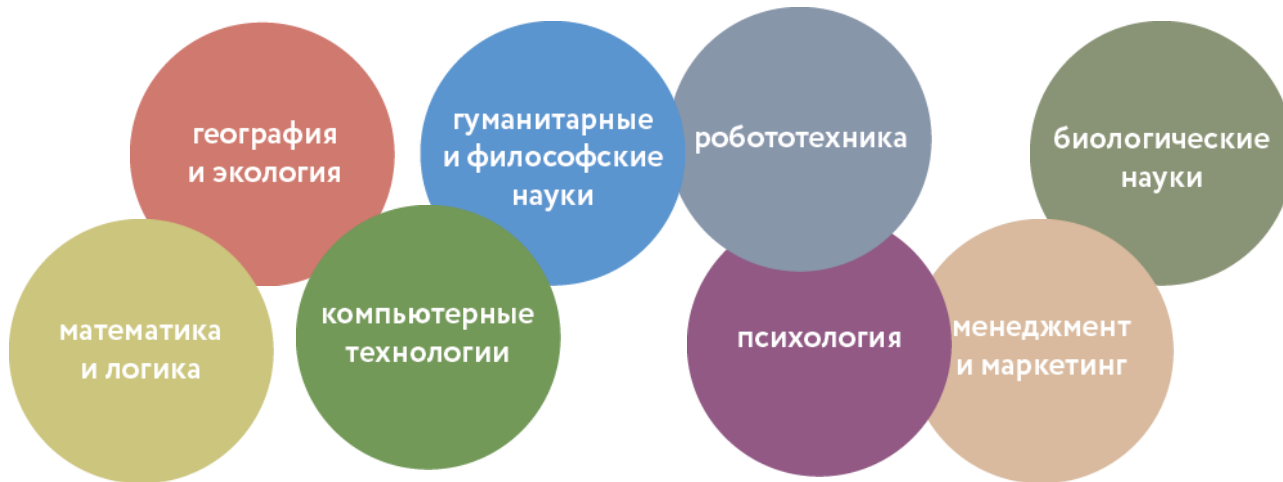 география
и экология
гуманитарные
и философские
науки
робототехника
биологические
науки
математика
и логика
компьютерные
технологии
психология
менеджмент
и маркетинг